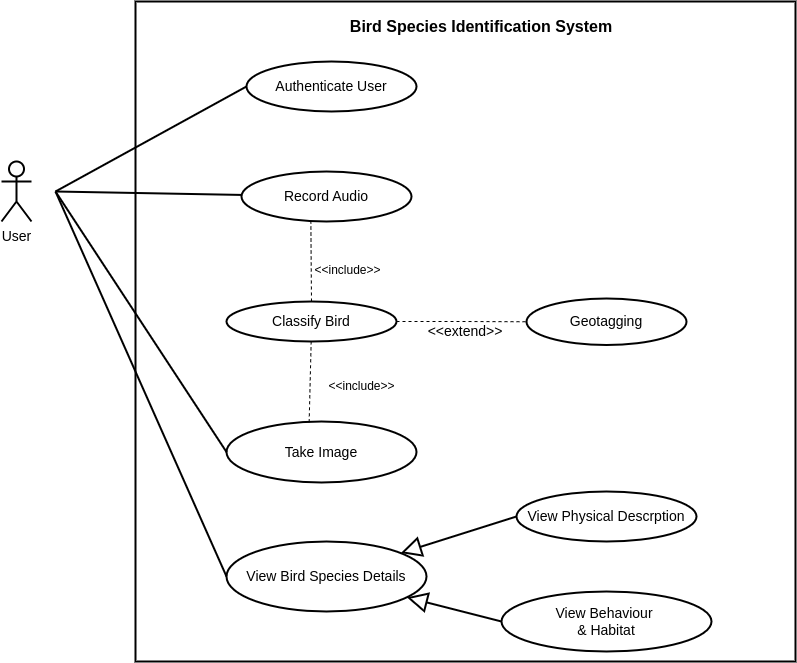 Bird Species Identification System
Authenticate User
Record Audio
User
<<include>>
Classify Bird
<<extend>>
Geotagging
<<include>>
Take Image
View Physical Descrption
View Bird Species Details
View Behaviour
& Habitat